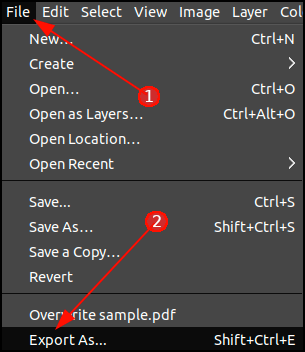 File Edit Select View Image Layer Col
New... Ctrl+N
1
Create
Open... Ctrl+O
Open as Layers... Ctrl+Alt+O
Open Location...
Open Recent
Save... Ctrl+S
2
Save As... Shift+Ctrl+S
Save a Copy...
Revert
Overwrite sample.pdf
Export As... Shift+Ctrl+E